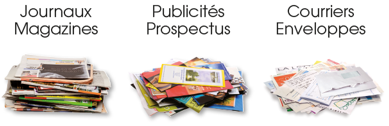 Journaux
Magazines
Publicités
Prospectus
Courriers
Enveloppes